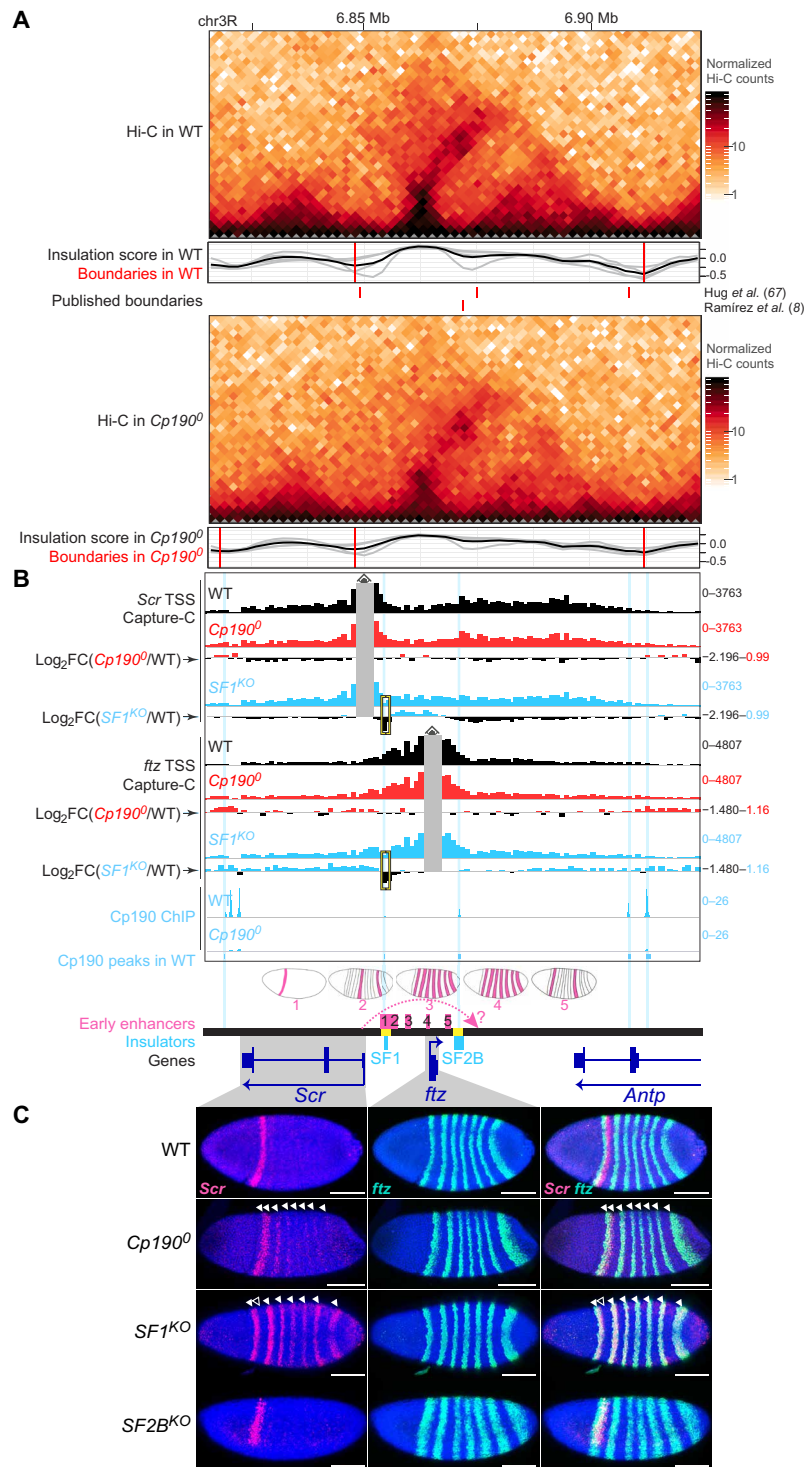 A
chr3R
6.85 Mb
6.90 Mb
Hi-C in WT
Normalized
Hi-C counts
10
1
Insulation score in WT
Boundaries in WT
0.0
−0.5
Published boundaries
Hug et al. (67)
Ramírez et al. (8)
Hi-C in Cp190⁰
Normalized
Hi-C counts
10
1
Insulation score in Cp190⁰
Boundaries in Cp190⁰
0.0
−0.5
B
Scr TSS
Capture-C
WT
0–3763
Cp190⁰
0–3763
Log₂FC(Cp190⁰/WT)
−2.196–0.99
SF1ᴷᴼ
0–3763
Log₂FC(SF1ᴷᴼ/WT)
−2.196–0.99
ftz TSS
Capture-C
WT
0–4807
Cp190⁰
0–4807
Log₂FC(Cp190⁰/WT)
−1.480–1.16
SF1ᴷᴼ
0–4807
Log₂FC(SF1ᴷᴼ/WT)
−1.480–1.16
Cp190 ChIP
WT
0–26
Cp190⁰
0–26
Cp190 peaks in WT
1 2 3 4 5
?
Early enhancers
1 2 3 4 5
Insulators
SF1 SF2B
Genes
Scr ftz Antp
C
WT
Scr
ftz
Scr ftz
Cp190⁰
SF1ᴷᴼ
SF2Bᴷᴼ